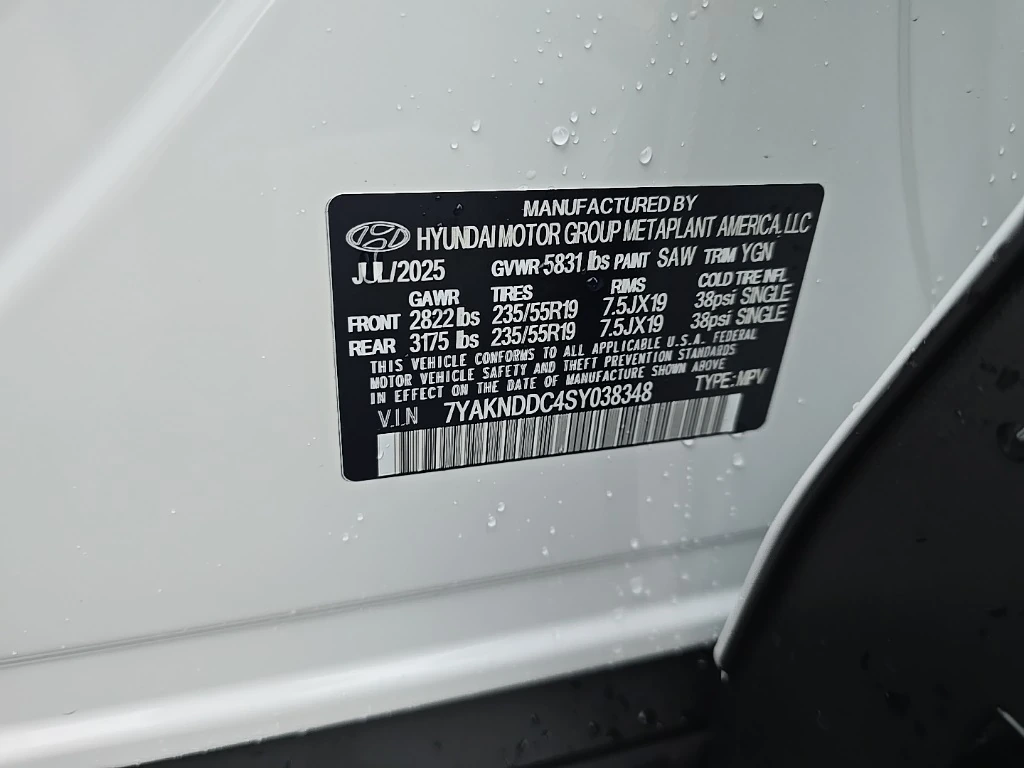 MANUFACTURED BY
HYUNDAI MOTOR GROUP METAPLANT AMERICA, LLC
JUL/2025 GVWR 5831 lbs PAINT SAW TRIM YGN
GAWR TIRES RIMS COLD TIRE INFL
FRONT 2822 lbs 235/55R19 7.5JX19 38psi SINGLE
REAR 3175 lbs 235/55R19 7.5JX19 38psi SINGLE
THIS VEHICLE CONFORMS TO ALL APPLICABLE U.S.A. FEDERAL
MOTOR VEHICLE SAFETY AND THEFT PREVENTION STANDARDS
IN EFFECT ON THE DATE OF MANUFACTURE SHOWN ABOVE
V.I.N 7YAKNDDC4SY038348 TYPE: MPV